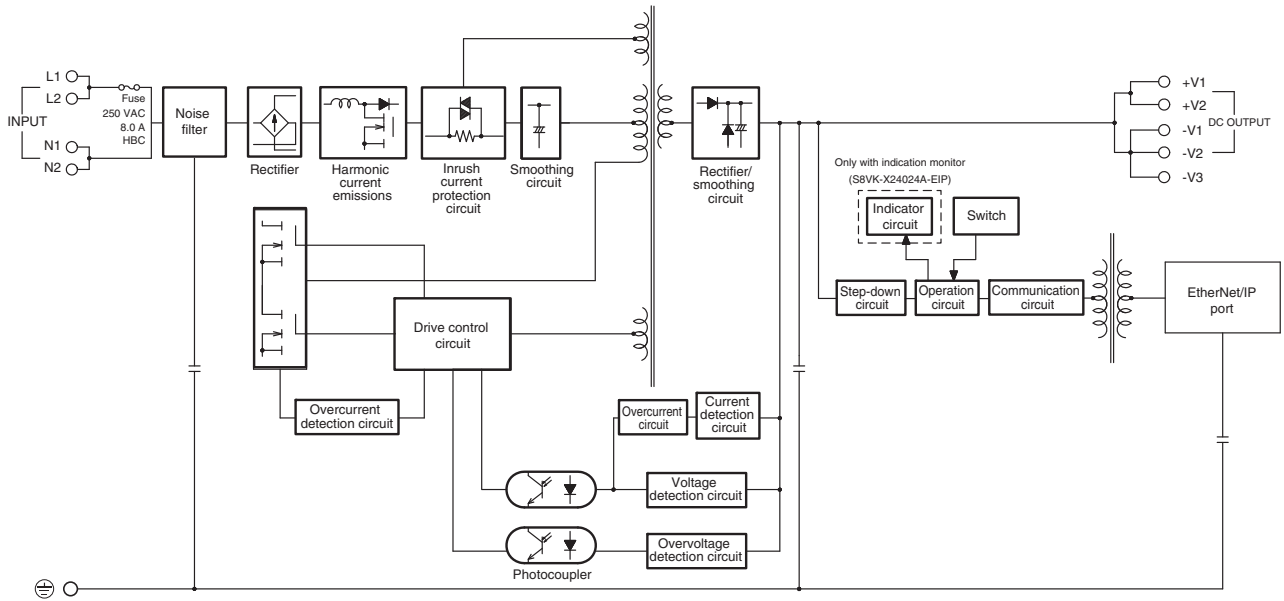 L1
L2
INPUT
N1
N2
Fuse
250 VAC
8.0 A
HBC
Noise
filter
Rectifier
Harmonic
current
emissions
Inrush
current
protection
circuit
Smoothing
circuit
Rectifier/
smoothing
circuit
+V1
+V2
-V1
DC OUTPUT
-V2
-V3
Only with indication monitor
(S8VK-X24024A-EIP)
Indicator
circuit
Switch
Step-down
circuit
Operation
circuit
Communication
circuit
EtherNet/IP
port
Drive control
circuit
Overcurrent
detection circuit
Overcurrent
circuit
Current
detection
circuit
Voltage
detection circuit
Overvoltage
detection circuit
Photocoupler